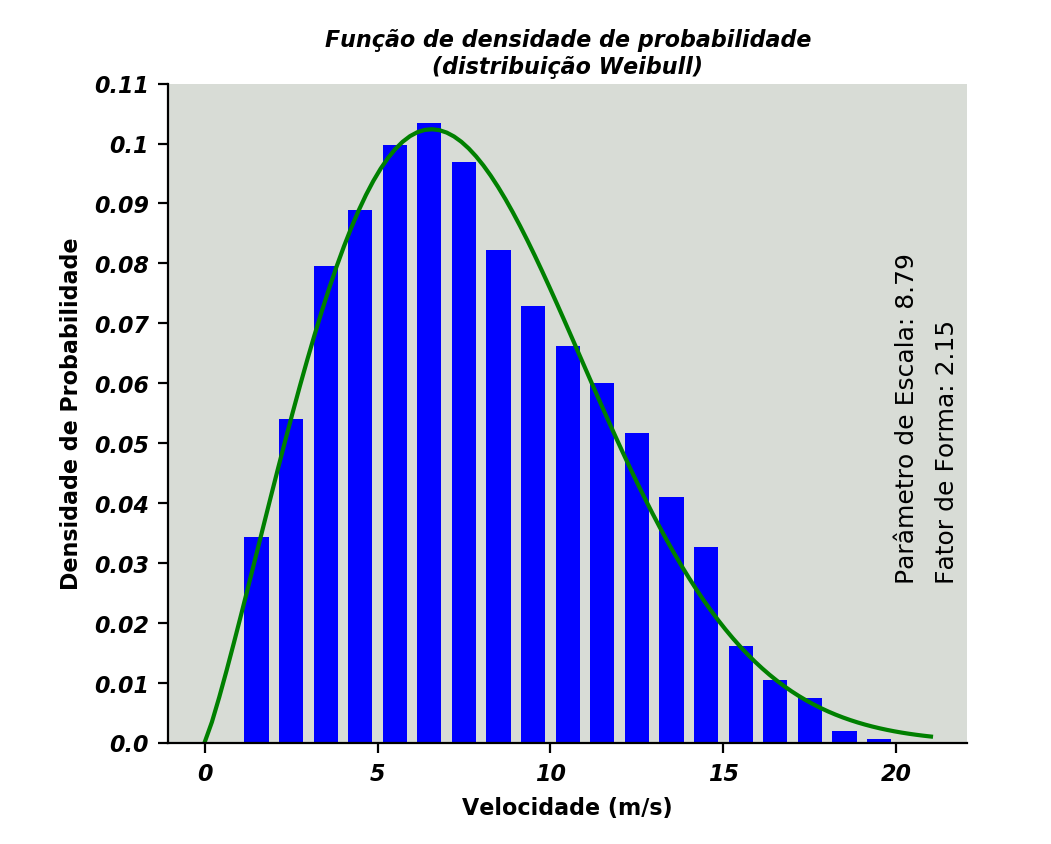 Função de densidade de probabilidade
(distribuição Weibull)
Densidade de Probabilidade
0.11
0.1
0.09
0.08
0.07
0.06
0.05
0.04
0.03
0.02
0.01
0.0
Parâmetro de Escala: 8.79
Fator de Forma: 2.15
0
5
10
15
20
Velocidade (m/s)